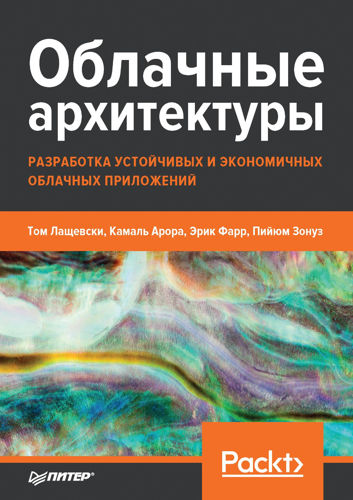 Облачные
архитектуры
РАЗРАБОТКА УСТОЙЧИВЫХ И ЭКОНОМИЧНЫХ
ОБЛАЧНЫХ ПРИЛОЖЕНИЙ
Том Лащевски, Камаль Арора, Эрик Фарр, Пийюм Зонуз
Packt>
ПИТЕР®